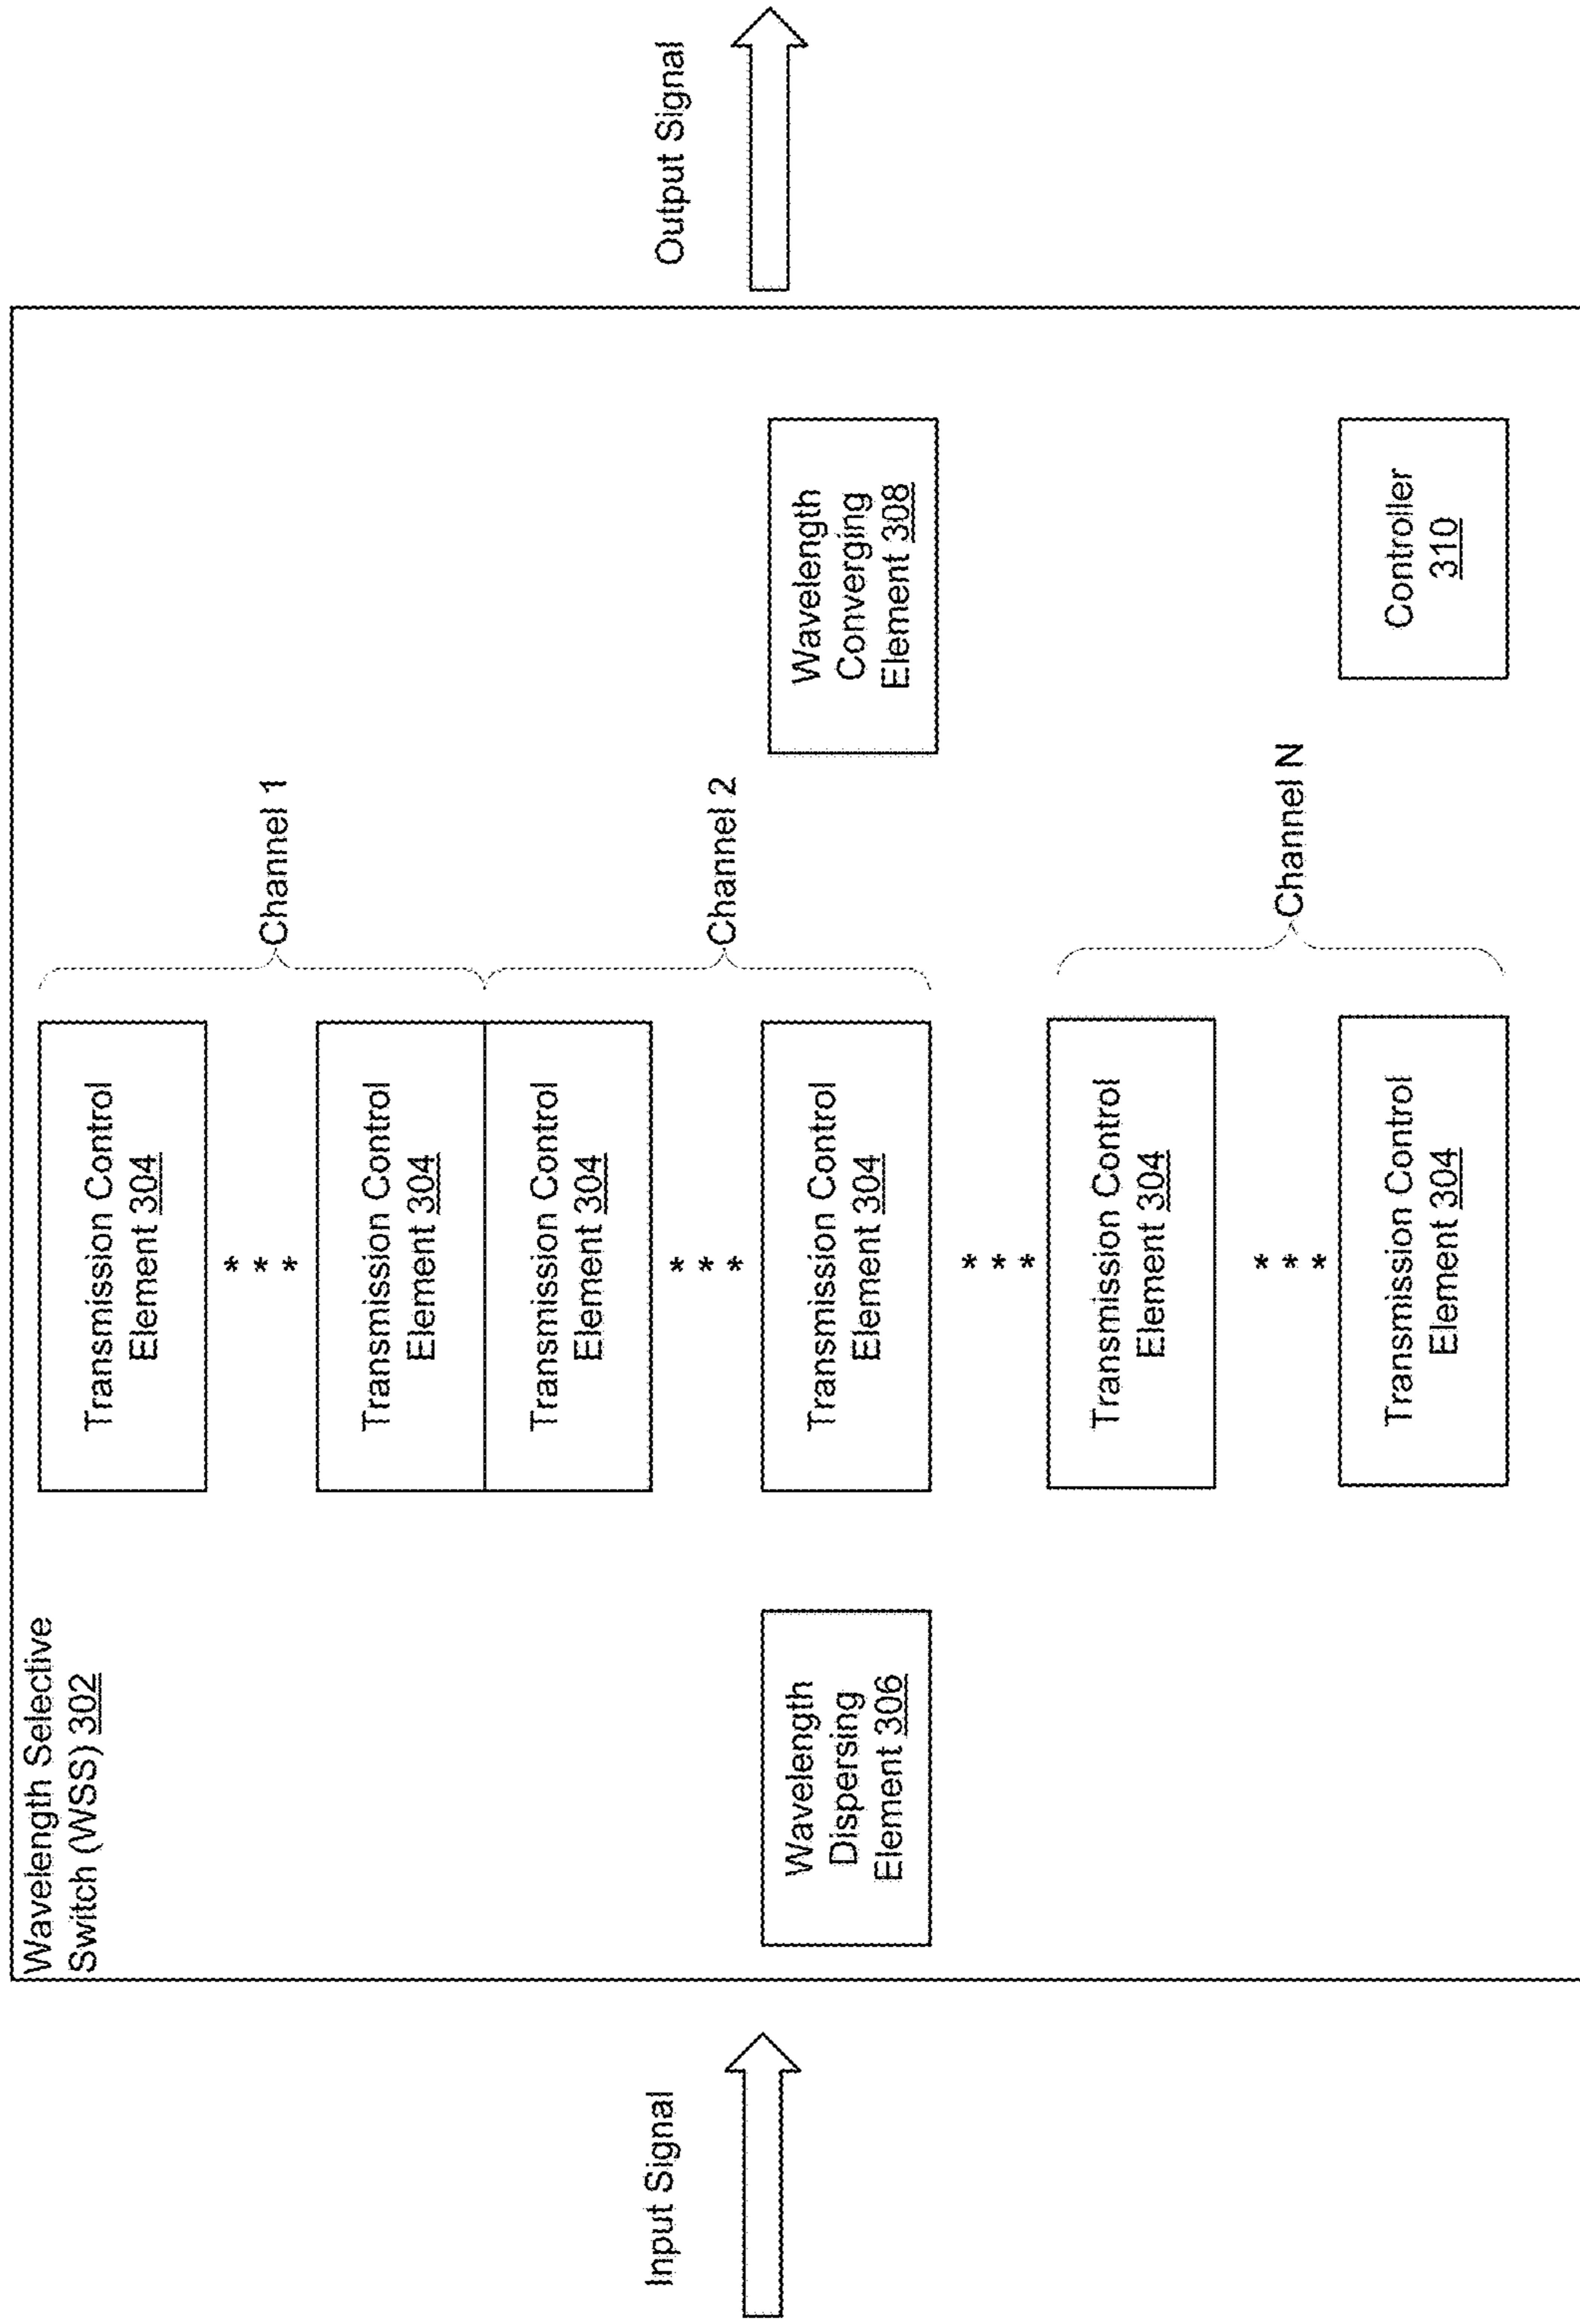 Wavelength Selective
Switch (WSS) 302
Input Signal
Wavelength
Dispersing
Element 306
Transmission Control
Element 304
* * *
Transmission Control
Element 304
Transmission Control
Element 304
* * *
Transmission Control
Element 304
* * *
Transmission Control
Element 304
* * *
Transmission Control
Element 304
Channel 1
Channel 2
Channel N
Wavelength
Converging
Element 308
Controller
310
Output Signal